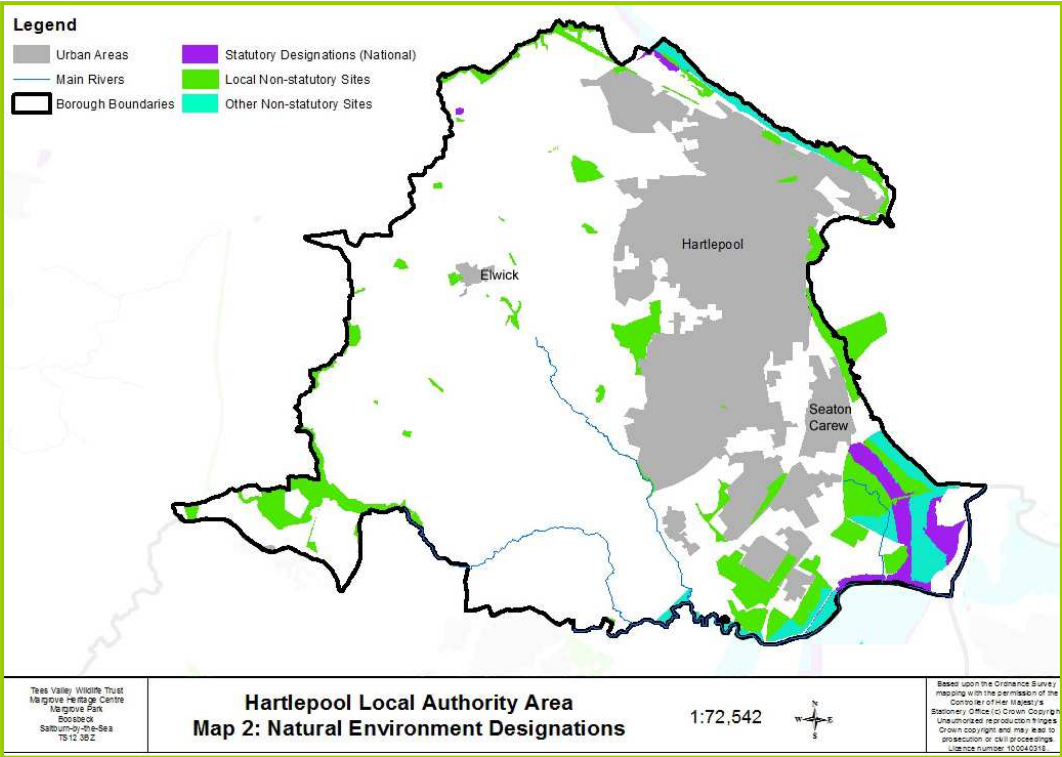 Legend
Urban Areas
Main Rivers
Borough Boundaries
Statutory Designations (National)
Local Non-statutory Sites
Other Non-statutory Sites
Hartlepool
Elwick
Seaton
Carew
Tees Valley Wildlife Trust
Margrove Heritage Centre
Margrove Park
Boosbeck
Saltburn-by-the-Sea
TS12 3BZ
Hartlepool Local Authority Area
Map 2: Natural Environment Designations
1:72,542
N
W
E
S
Based upon the Ordnance Survey
mapping with the permission of the
Controller of Her Majesty's
Stationery Office (c) Crown Copyright
Unauthorized reproduction fringes
Crown copyright and may lead to
prosecution or civil proceedings.
Licence number 100040318.